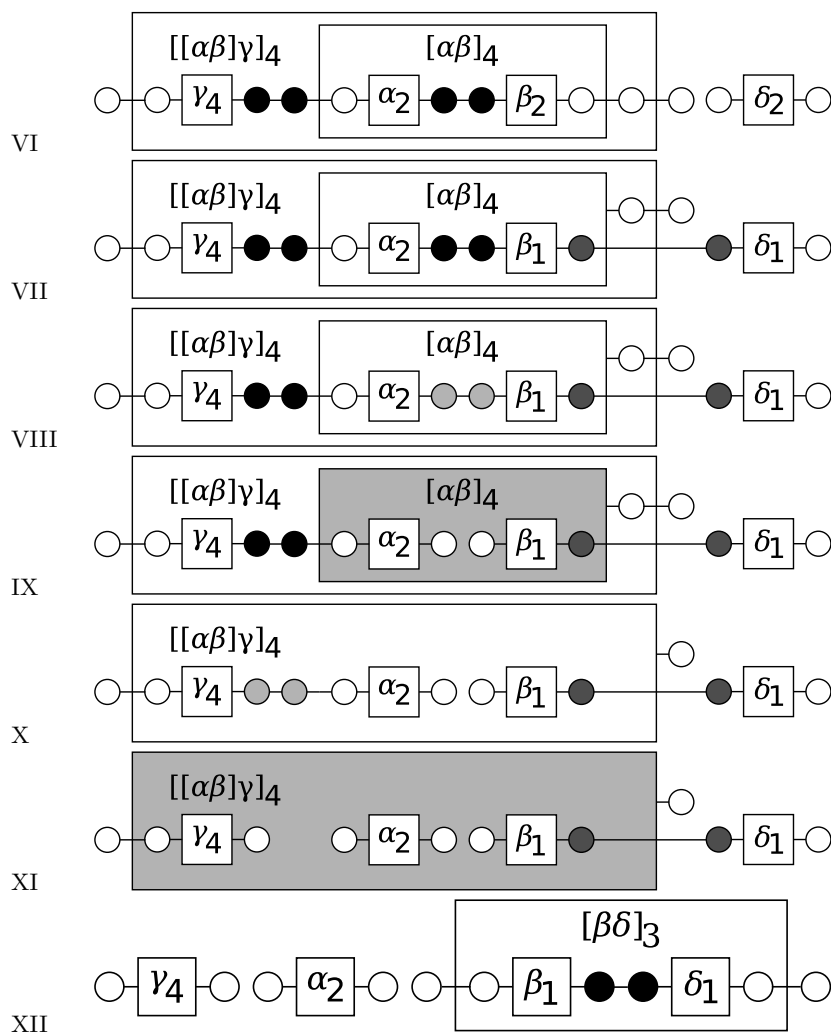 [[αβ]γ]4 [αβ]4
γ4 α2 β2 δ2
VI
[[αβ]γ]4 [αβ]4
γ4 α2 β1 δ1
VII
[[αβ]γ]4 [αβ]4
γ4 α2 β1 δ1
VIII
[[αβ]γ]4 [αβ]4
γ4 α2 β1 δ1
IX
[[αβ]γ]4
γ4 α2 β1 δ1
X
[[αβ]γ]4
γ4 α2 β1 δ1
XI
[βδ]3
γ4 α2 β1 δ1
XII